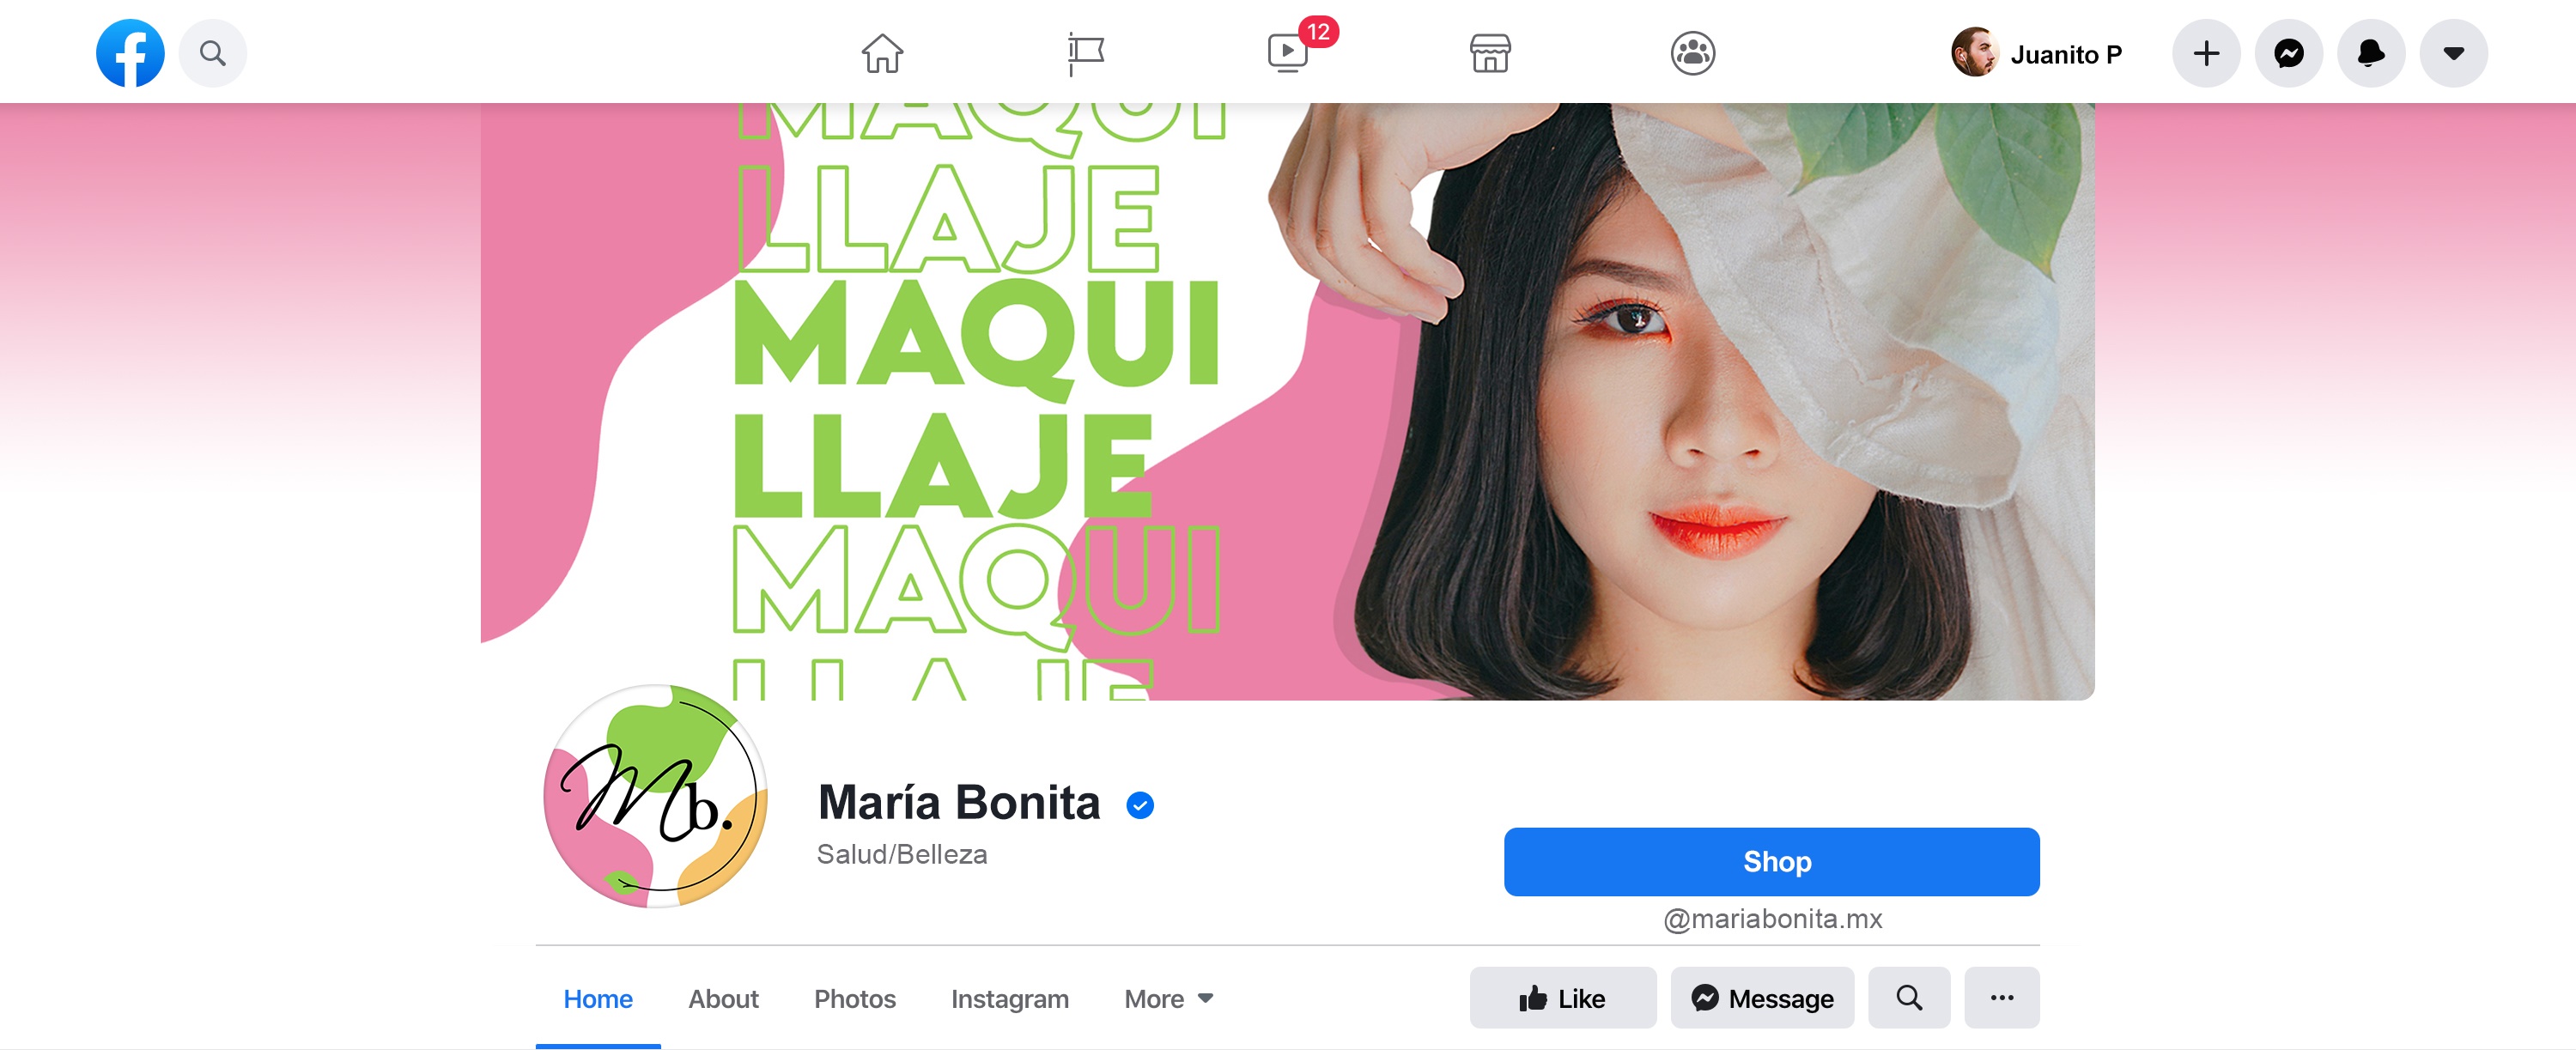 12
Juanito P
MAQUI
LLAJE
MAQUI
LLAJE
MAQUI
LLAJE
Mb.
María Bonita
Salud/Belleza
Shop
@mariabonita.mx
Home About Photos Instagram More
Like Message